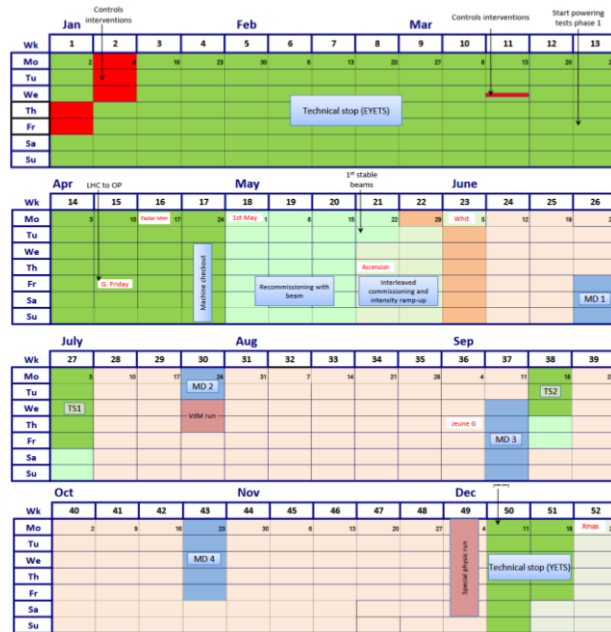 Controls interventions
Start powering tests phase 1
Controls interventions
Jan Feb Mar
Wk 1 2 3 4 5 6 7 8 9 10 11 12 13
Mo 2 9 16 23 30 6 13 20 27 6 13 20
Tu
We
Th
Fr
Sa
Su
Technical stop (EYETS)
LHC to OP
1st stable beams
Apr May June
Wk 14 15 16 17 18 19 20 21 22 23 24 25 26
Mo 3 10 Easter Mon 17 24 1st May 1 8 15 22 29 Whit 5 12 19
Tu
We
Th Ascension
Fr G. Friday
Sa
Su
Machine checkout
Recommissioning with beam
Interleaved commissioning and intensity ramp-up
MD 1
July Aug Sep
Wk 27 28 29 30 31 32 33 34 35 36 37 38 39
Mo 3 10 17 MD 2 24 31 7 14 21 28 4 11 18
Tu TS2
We TS1 VdM run
Th Jeune G
Fr MD 3
Sa
Su
Oct Nov Dec
Wk 40 41 42 43 44 45 46 47 48 49 50 51 52
Mo 2 9 16 23 30 6 13 20 27 4 11 18 Xmas
Tu
We MD 4 Technical stop (YETS)
Th
Fr
Sa
Su
Special physic run